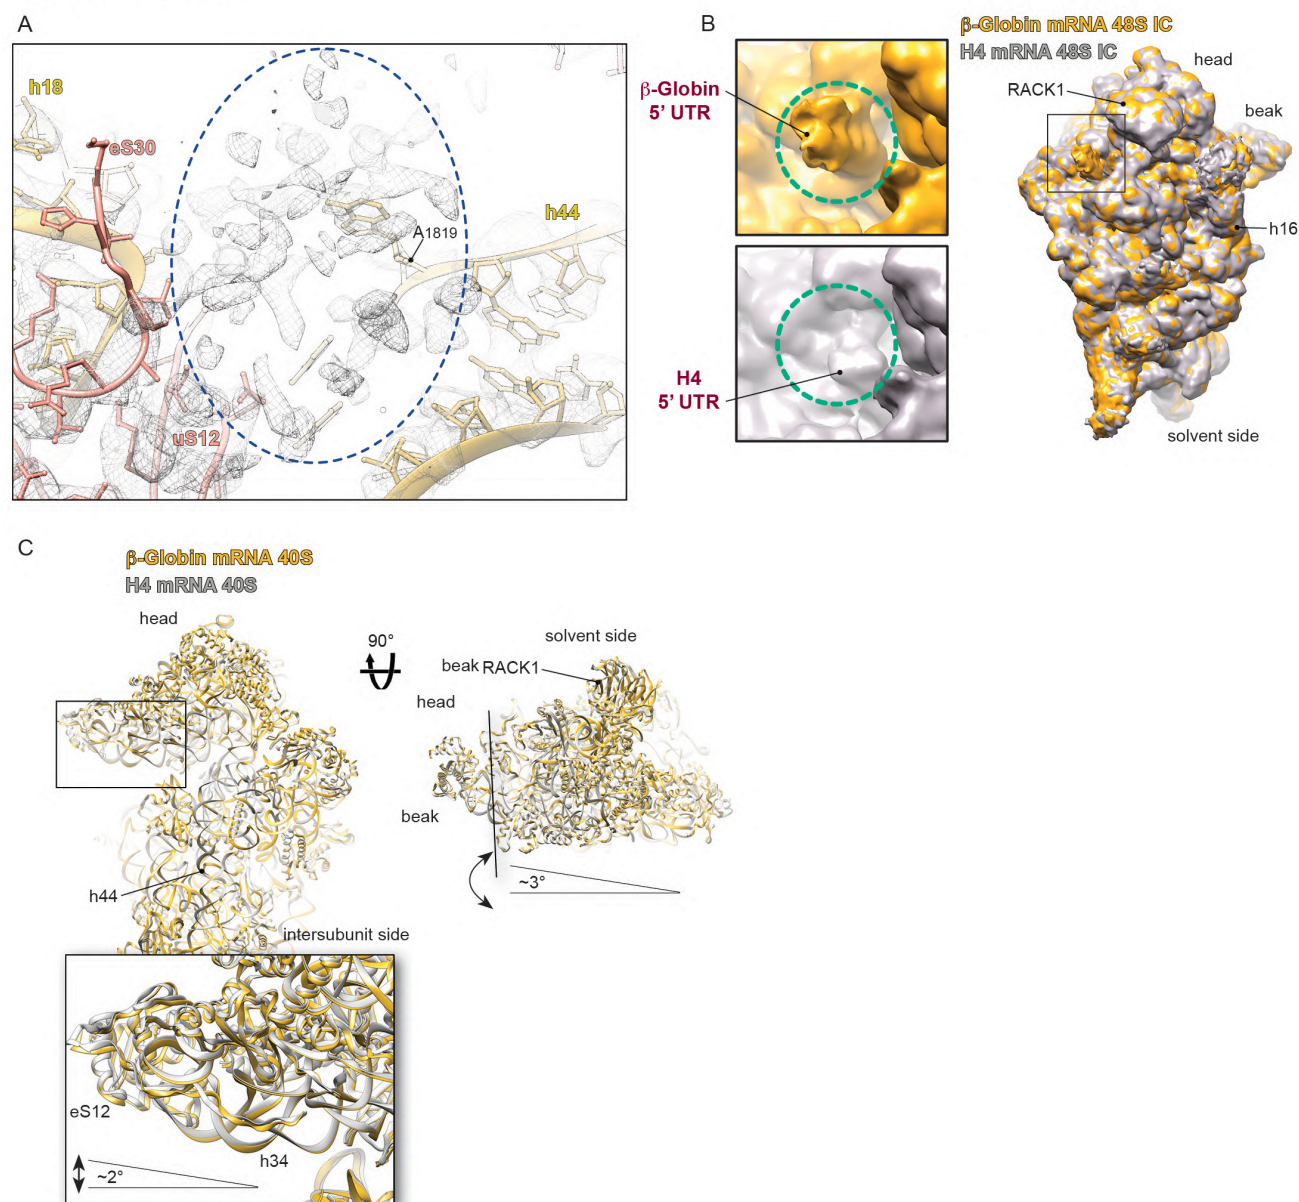 A
h18
eS30
h44
A1819
uS12
B
β-Globin
5’ UTR
H4
5’ UTR
β-Globin mRNA 48S IC
H4 mRNA 48S IC
head
RACK1
beak
h16
solvent side
C
β-Globin mRNA 40S
H4 mRNA 40S
head
90°
solvent side
beak RACK1
head
beak
h44
~3°
intersubunit side
eS12
h34
~2°